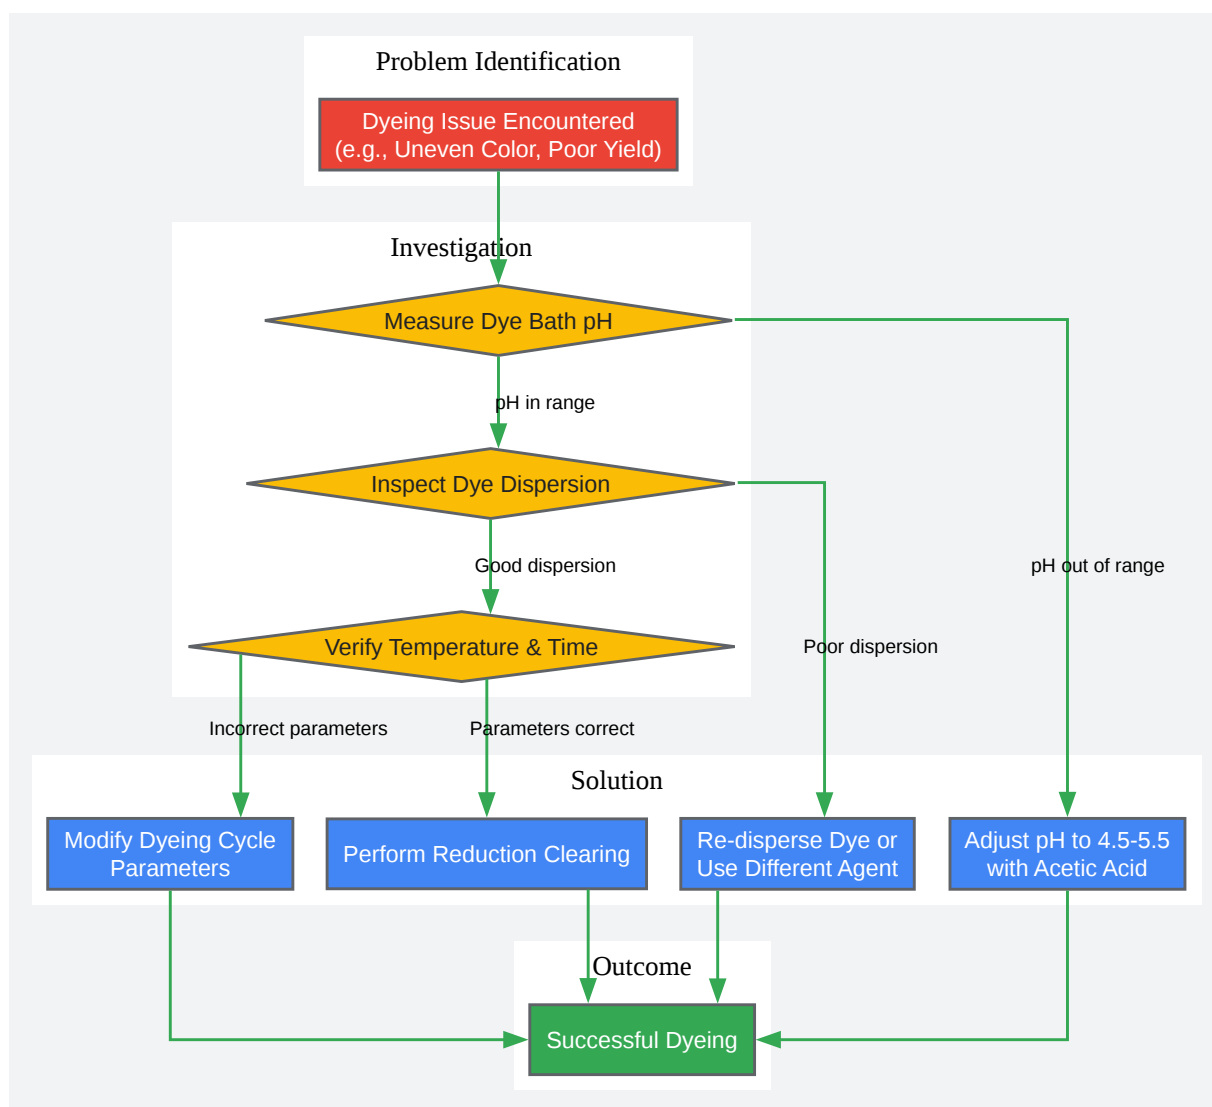 Problem Identification
Dyeing Issue Encountered
(e.g., Uneven Color, Poor Yield)
Investigation
Measure Dye Bath pH
pH in range
Inspect Dye Dispersion
Good dispersion
pH out of range
Verify Temperature & Time
Poor dispersion
Incorrect parameters
Parameters correct
Solution
Modify Dyeing Cycle
Parameters
Perform Reduction Clearing
Re-disperse Dye or
Use Different Agent
Adjust pH to 4.5-5.5
with Acetic Acid
Outcome
Successful Dyeing